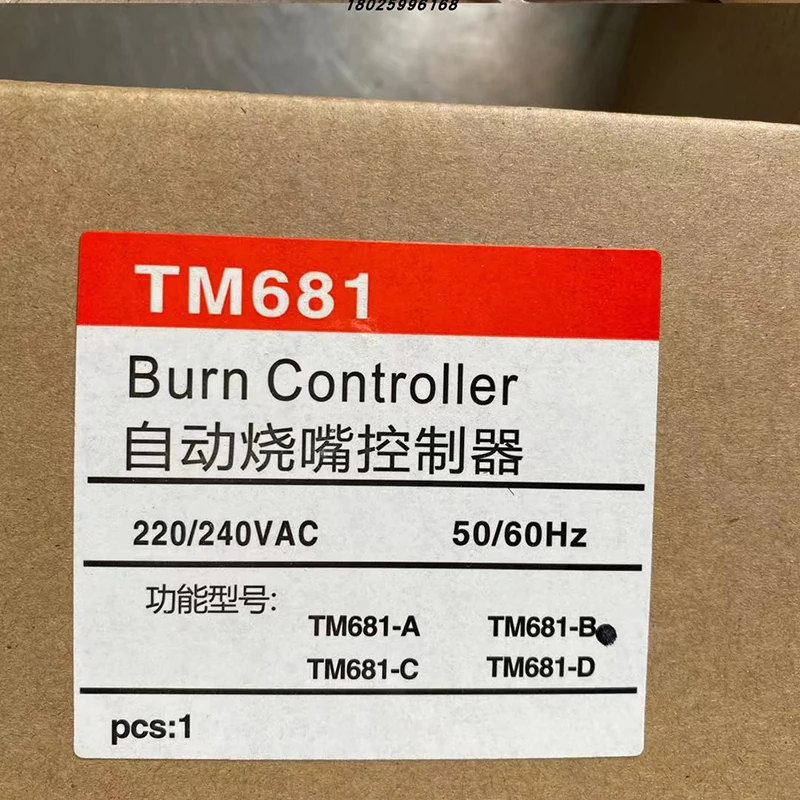 18025996168
TM681
Burn Controller
自动烧嘴控制器
220/240VAC 50/60Hz
功能型号:
TM681-A TM681-B
TM681-C TM681-D
pcs:1